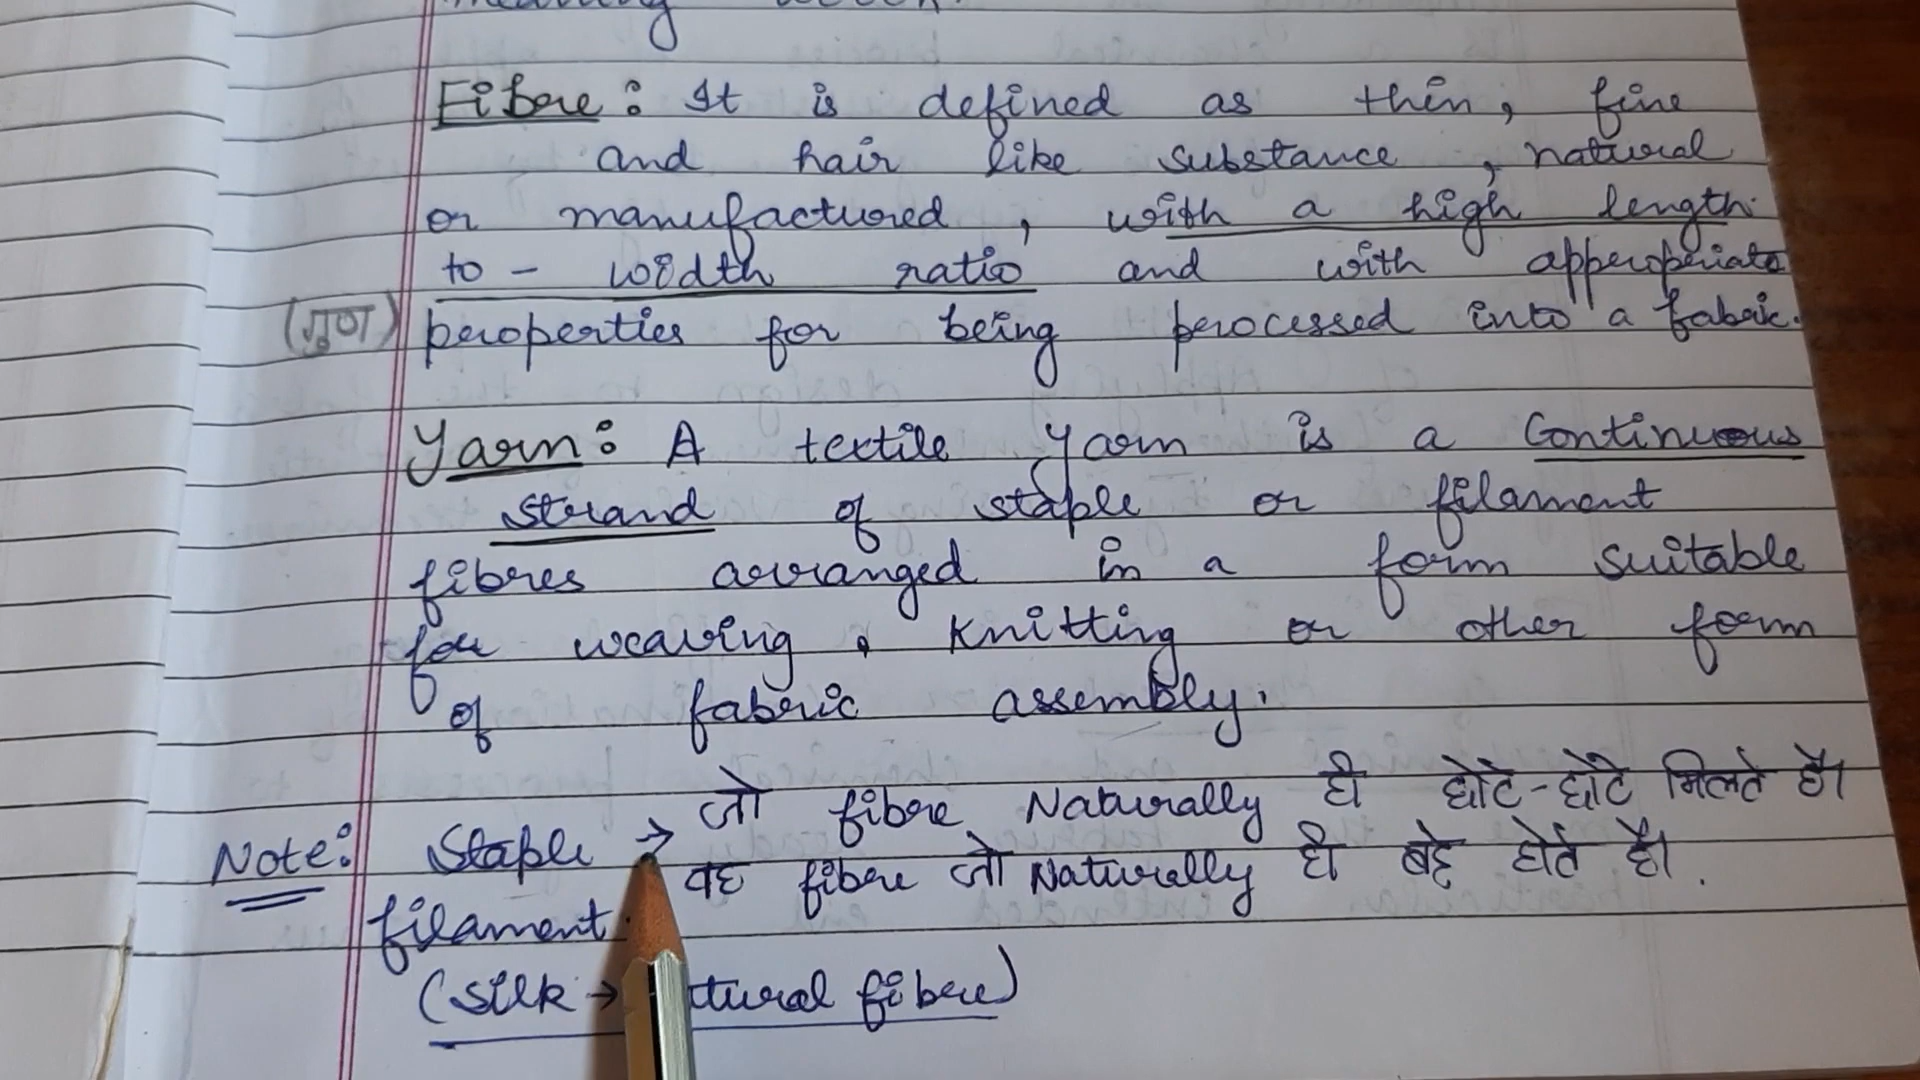 Fibre : It is defined as thin, fine
and hair like substance, natural
or manufactured, with a high length
to - width ratio and with appropriate
(गुण) properties for being processed into a fabric.
Yarn : A textile yarn is a Continuous
strand of staple or filament
fibres arranged in a form suitable
for weaving, Knitting or other form
of fabric assembly.
जो fibre Naturally ही छोटे-छोटे मिलते हैं।
Note: Staple →
वह fibre जो Naturally ही बड़े होते हैं।
filament
(silk → tural fibre)